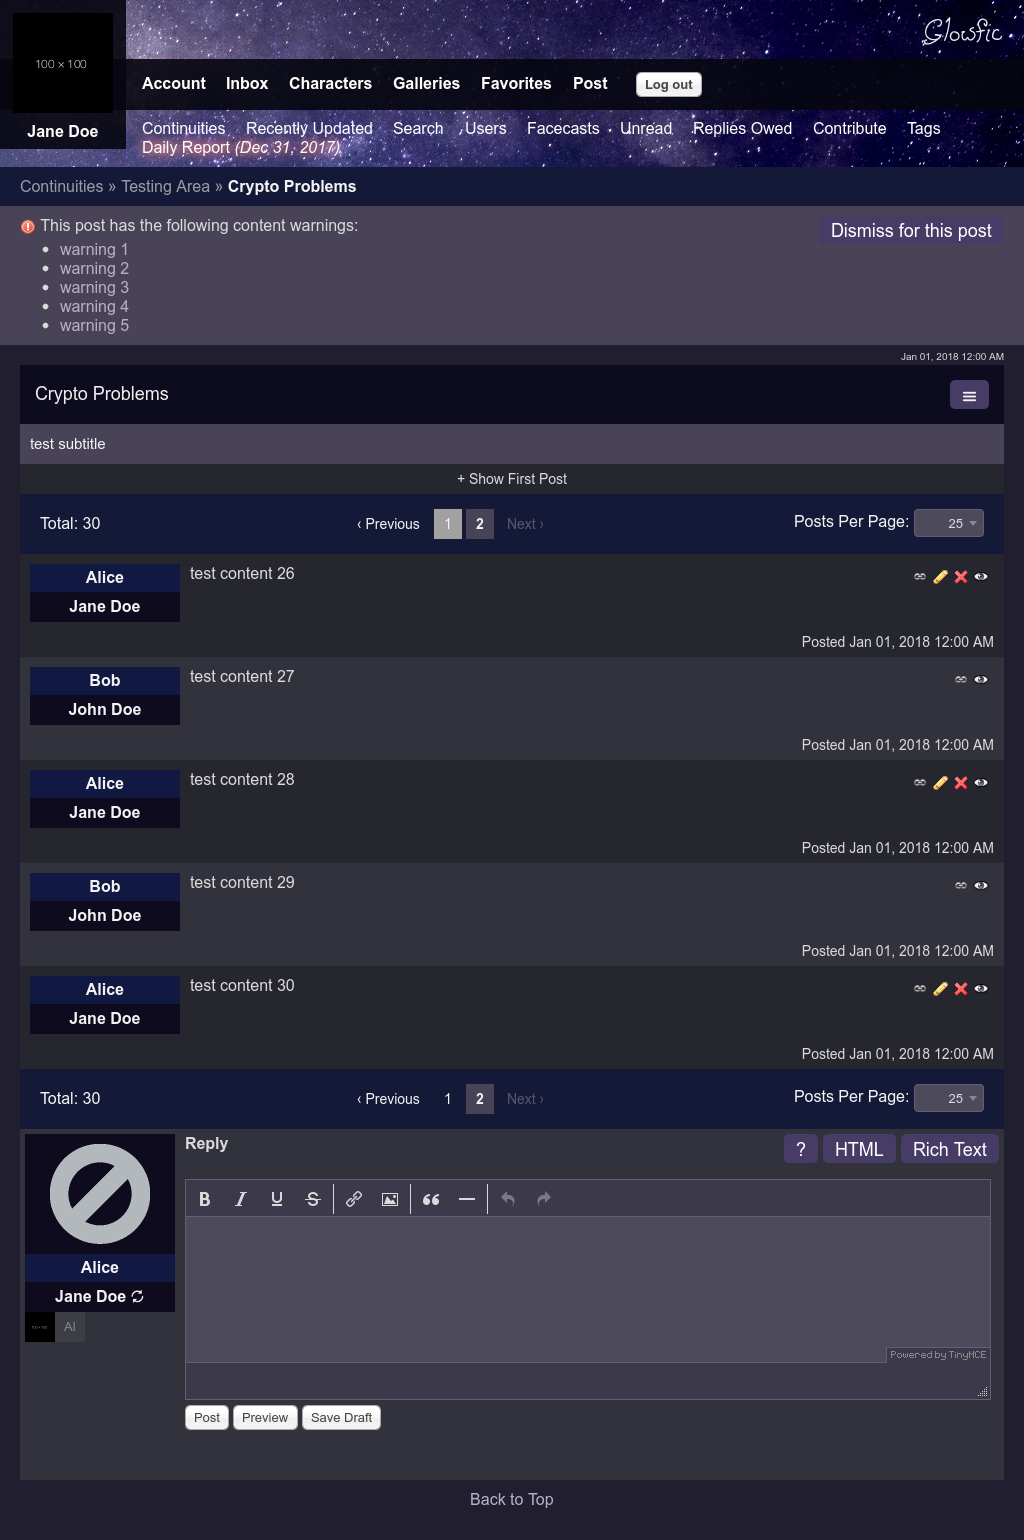 100 × 100
Glowfic
Account Inbox Characters Galleries Favorites Post Log out
Jane Doe
Continuities Recently Updated Search Users Facecasts Unread Replies Owed Contribute Tags
Daily Report (Dec 31, 2017)
Continuities » Testing Area » Crypto Problems
This post has the following content warnings:
Dismiss for this post
• warning 1
• warning 2
• warning 3
• warning 4
• warning 5
Jan 01, 2018 12:00 AM
Crypto Problems
test subtitle
+ Show First Post
Total: 30 ‹ Previous 1 2 Next › Posts Per Page: 25
Alice
test content 26
Jane Doe
Posted Jan 01, 2018 12:00 AM
Bob
test content 27
John Doe
Posted Jan 01, 2018 12:00 AM
Alice
test content 28
Jane Doe
Posted Jan 01, 2018 12:00 AM
Bob
test content 29
John Doe
Posted Jan 01, 2018 12:00 AM
Alice
test content 30
Jane Doe
Posted Jan 01, 2018 12:00 AM
Total: 30 ‹ Previous 1 2 Next › Posts Per Page: 25
Reply
? HTML Rich Text
B I U S
Alice
Jane Doe
Al
Powered by TinyMCE
Post Preview Save Draft
Back to Top